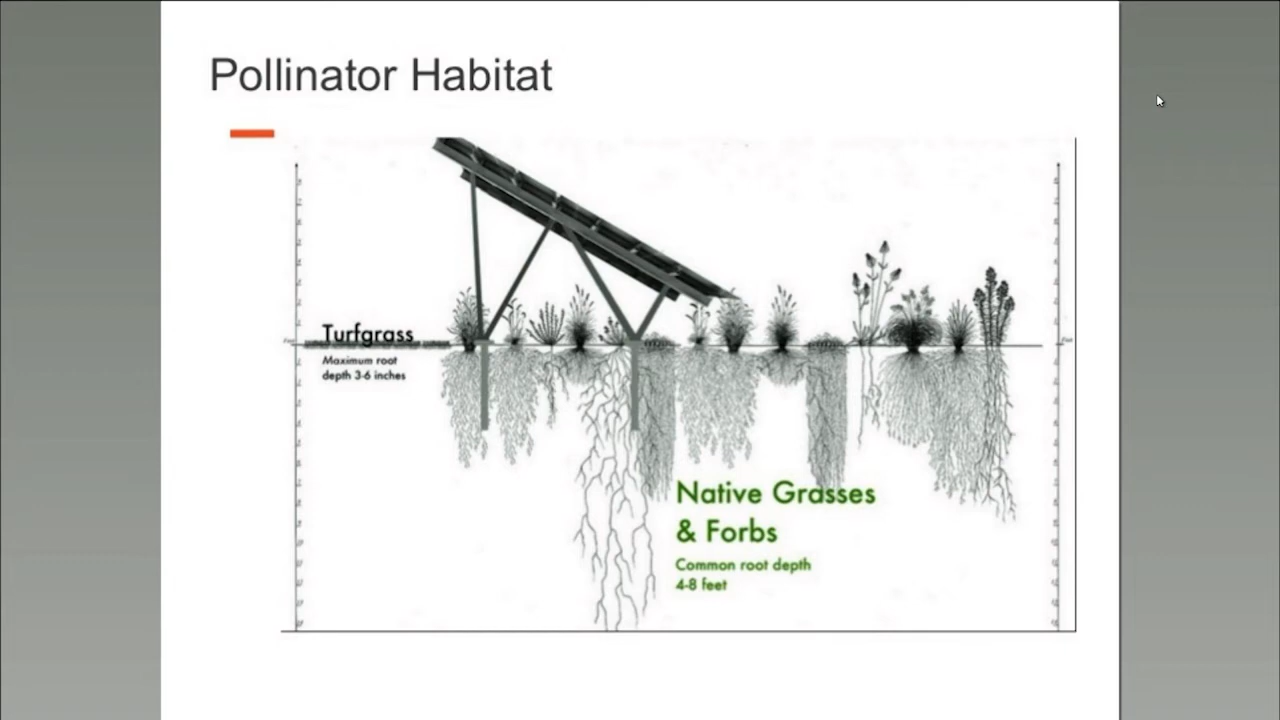 Pollinator Habitat
Turfgrass
Maximum root
depth 3-6 inches
Native Grasses
& Forbs
Common root depth
4-8 feet